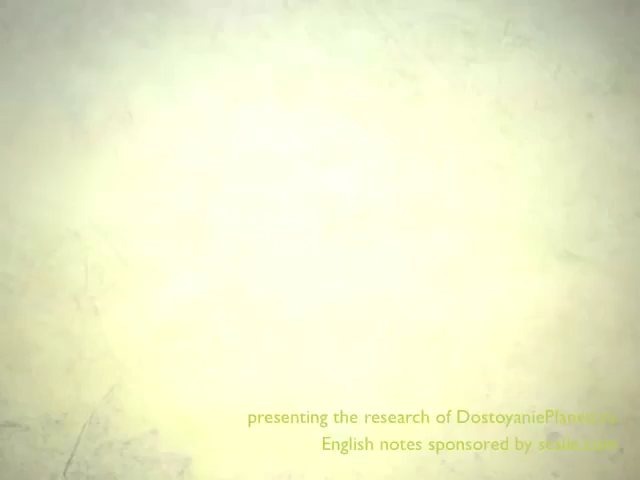 presenting the research of DostoyaniePlanet.ru
English notes sponsored by